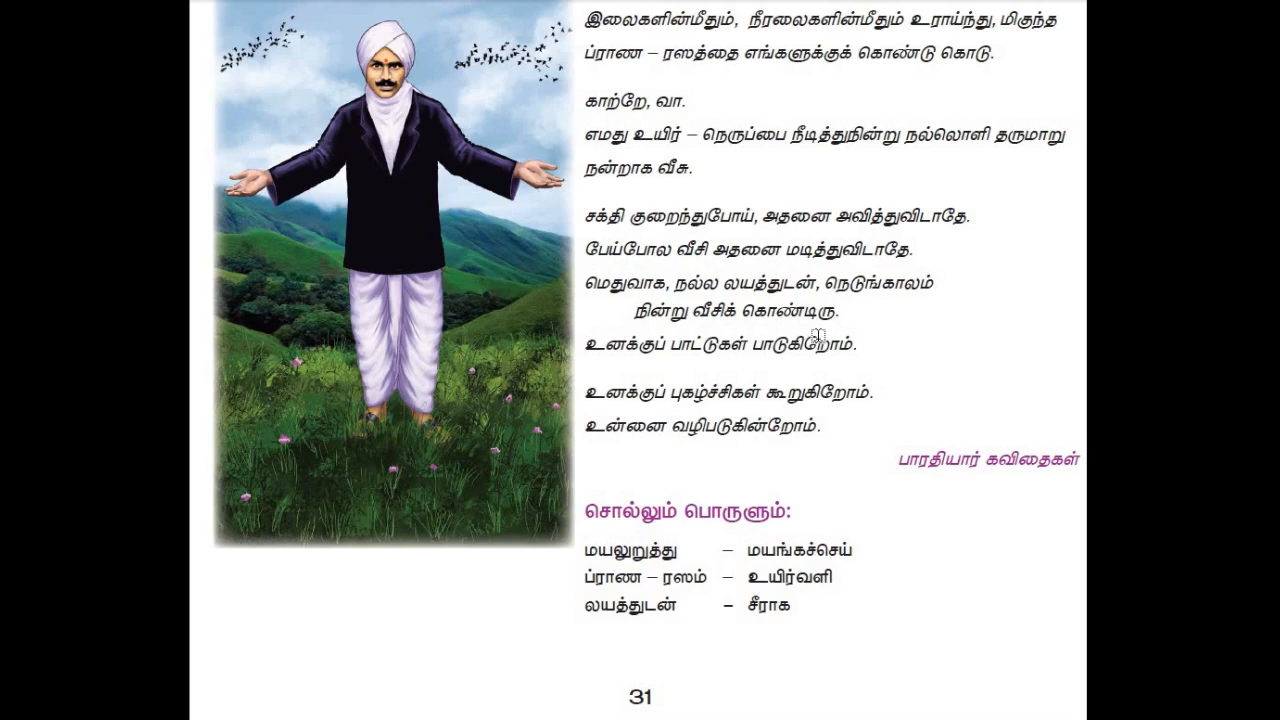 இலைகளின்மீதும், நீரலைகளின்மீதும் உராய்ந்து, மிகுந்த
ப்ராண – ரஸத்தை எங்களுக்குக் கொண்டு கொடு.
காற்றே, வா.
எமது உயிர் – நெருப்பை நீடித்துநின்று நல்லொளி தருமாறு
நன்றாக வீசு.
சக்தி குறைந்துபோய், அதனை அவித்துவிடாதே.
பேய்போல வீசி அதனை மடித்துவிடாதே.
மெதுவாக, நல்ல லயத்துடன், நெடுங்காலம்
நின்று வீசிக் கொண்டிரு.
உனக்குப் பாட்டுகள் பாடுகிறோம்.
உனக்குப் புகழ்ச்சிகள் கூறுகிறோம்.
உன்னை வழிபடுகின்றோம்.
பாரதியார் கவிதைகள்
சொல்லும் பொருளும்:
மயலுறுத்து – மயங்கச்செய்
ப்ராண – ரஸம் – உயிர்வளி
லயத்துடன் – சீராக
31